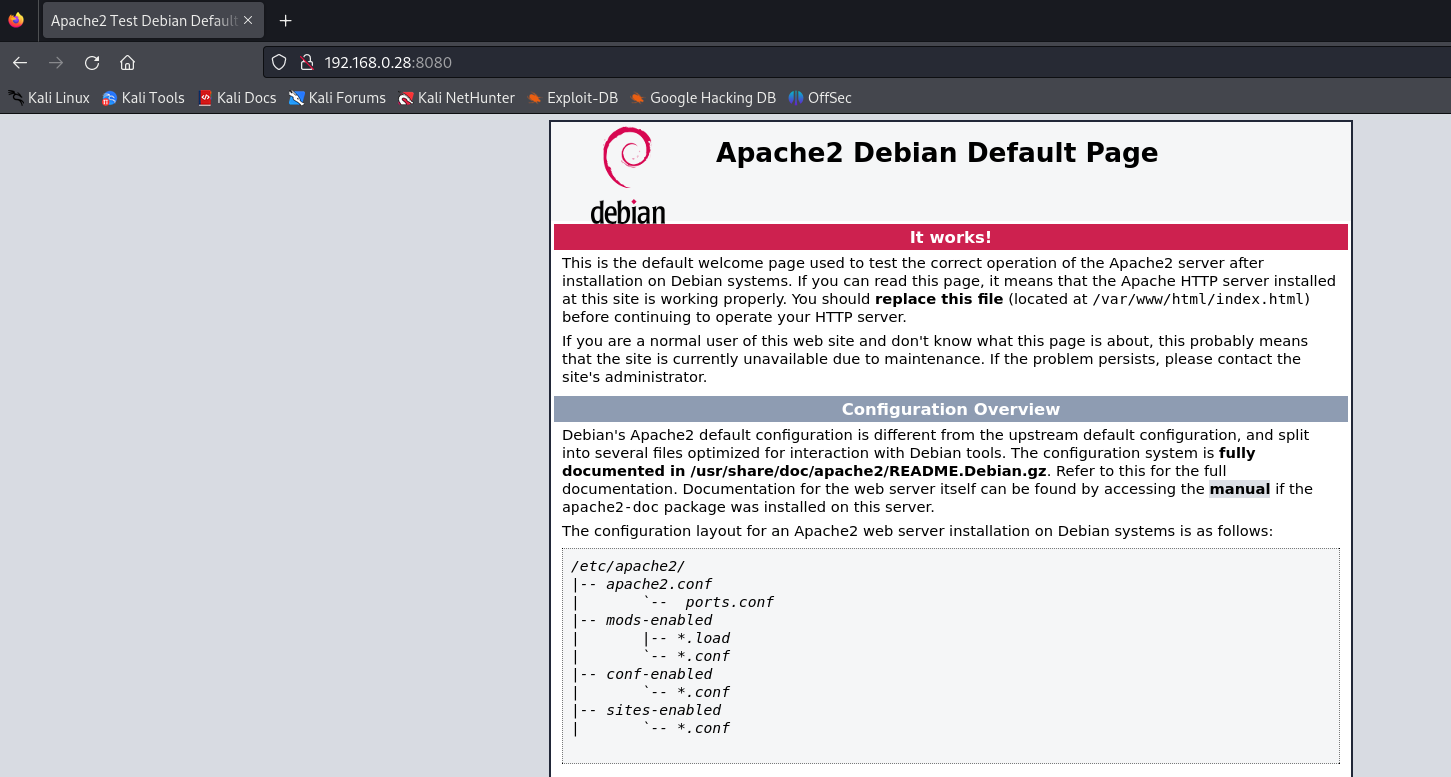 Apache2 Test Debian Default
192.168.0.28:8080
Kali Linux Kali Tools Kali Docs Kali Forums Kali NetHunter Exploit-DB Google Hacking DB OffSec
debian
Apache2 Debian Default Page
It works!
This is the default welcome page used to test the correct operation of the Apache2 server after
installation on Debian systems. If you can read this page, it means that the Apache HTTP server installed
at this site is working properly. You should replace this file (located at /var/www/html/index.html)
before continuing to operate your HTTP server.
If you are a normal user of this web site and don't know what this page is about, this probably means
that the site is currently unavailable due to maintenance. If the problem persists, please contact the
site's administrator.
Configuration Overview
Debian's Apache2 default configuration is different from the upstream default configuration, and split
into several files optimized for interaction with Debian tools. The configuration system is fully
documented in /usr/share/doc/apache2/README.Debian.gz. Refer to this for the full
documentation. Documentation for the web server itself can be found by accessing the manual if the
apache2-doc package was installed on this server.
The configuration layout for an Apache2 web server installation on Debian systems is as follows:
/etc/apache2/
|-- apache2.conf
|       `--  ports.conf
|-- mods-enabled
|       |-- *.load
|       `-- *.conf
|-- conf-enabled
|       `-- *.conf
|-- sites-enabled
|       `-- *.conf